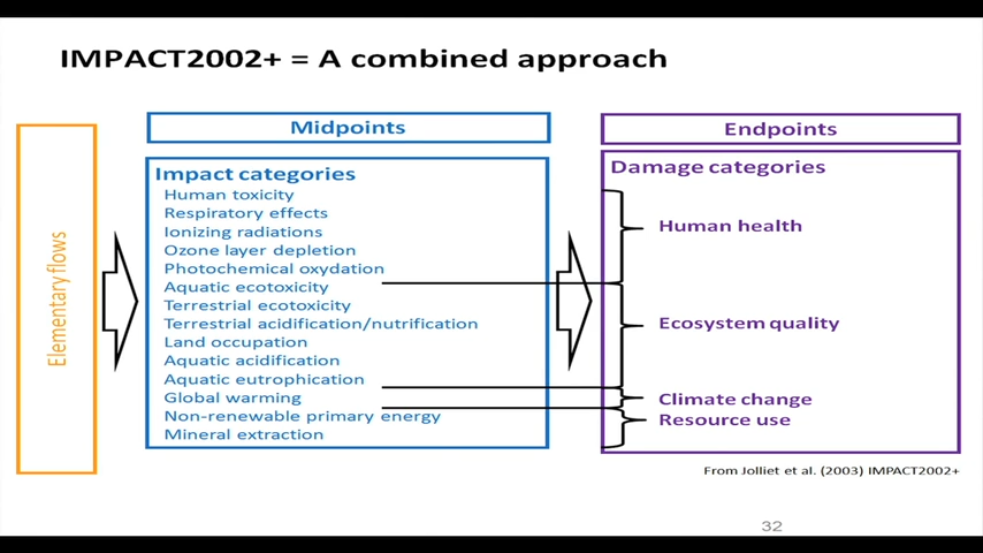 IMPACT2002+ = A combined approach
Elementary flows
Midpoints
Impact categories
Human toxicity
Respiratory effects
Ionizing radiations
Ozone layer depletion
Photochemical oxydation
Aquatic ecotoxicity
Terrestrial ecotoxicity
Terrestrial acidification/nutrification
Land occupation
Aquatic acidification
Aquatic eutrophication
Global warming
Non-renewable primary energy
Mineral extraction
Endpoints
Damage categories
Human health
Ecosystem quality
Climate change
Resource use
From Jolliet et al. (2003) IMPACT2002+
32